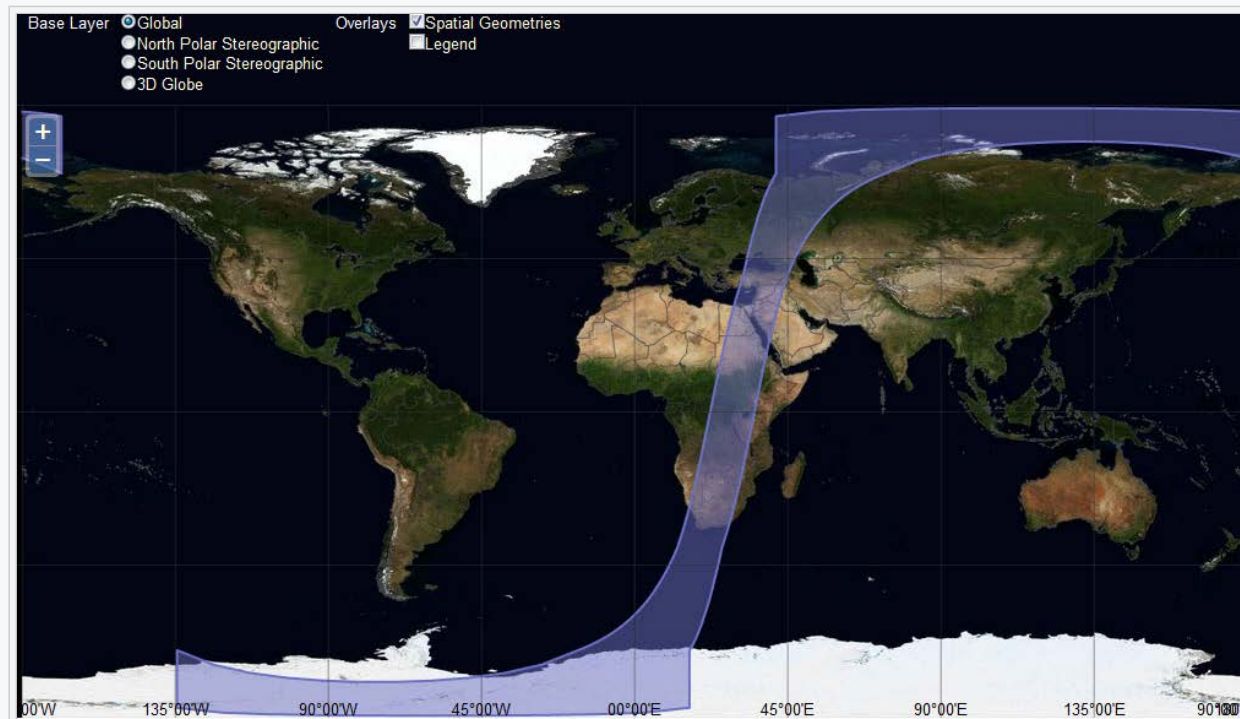 Base Layer Global Overlays Spatial Geometries
North Polar Stereographic Legend
South Polar Stereographic
3D Globe
+
−
00'W 135°00'W 90°00'W 45°00'W 00°00'E 45°00'E 90°00'E 135°00'E